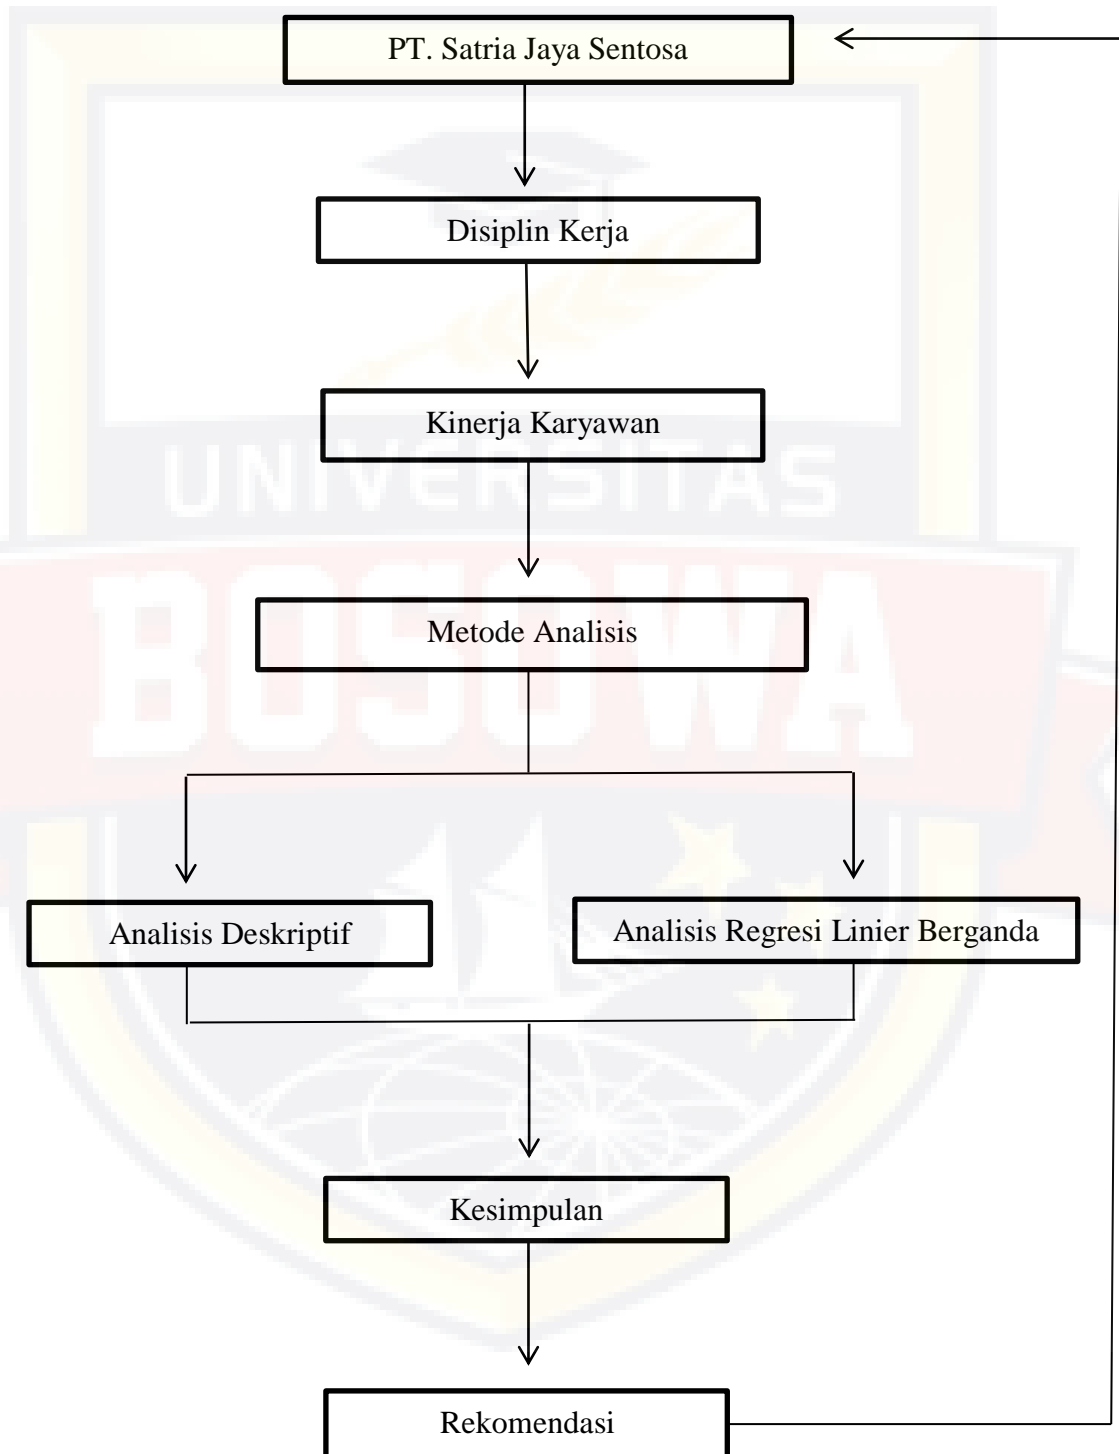 PT. Satria Jaya Sentosa
Disiplin Kerja
Kinerja Karyawan
UNIVERSITAS
Metode Analisis
BOSOWA
Analisis Deskriptif
Analisis Regresi Linier Berganda
Kesimpulan
Rekomendasi